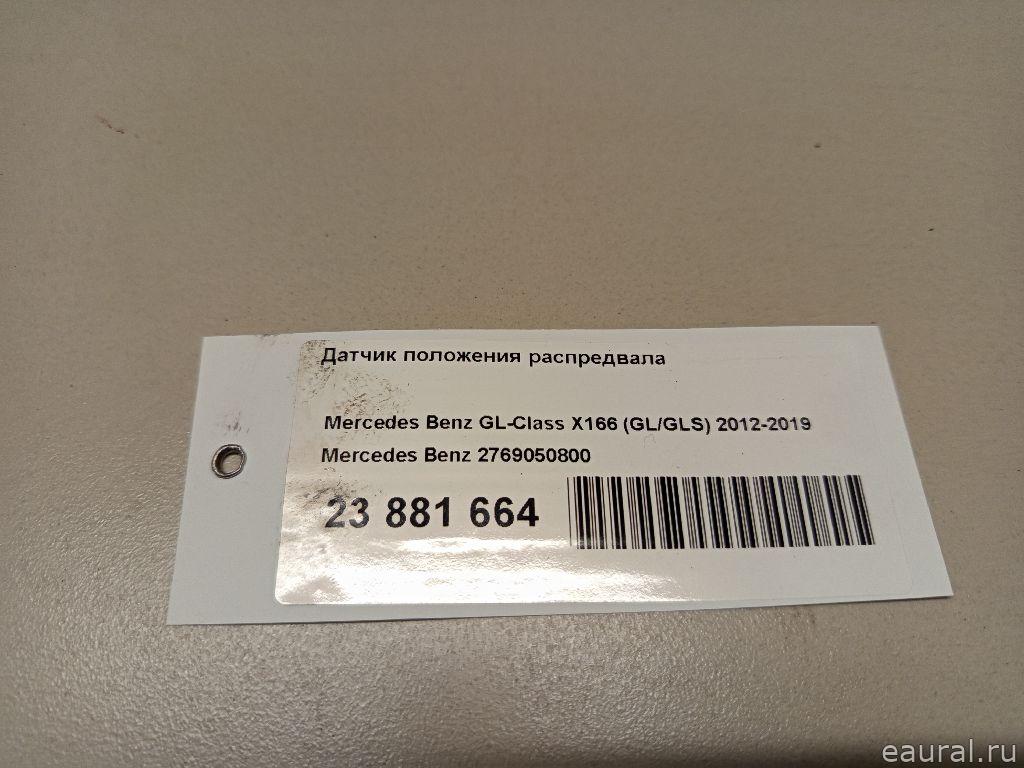 Датчик положения распредвала
Mercedes Benz GL-Class X166 (GL/GLS) 2012-2019
Mercedes Benz 2769050800
23 881 664
eaural.ru